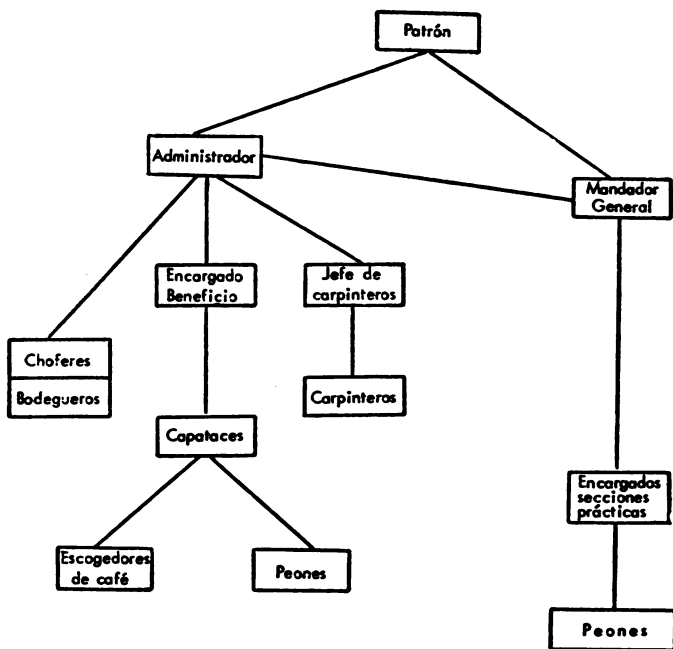 Patrón
Administrador
Mandador
General
Encargado
Beneficio
Jefe de
carpinteros
Choferes
Bodegueros
Carpinteros
Capataces
Encargados
secciones
prácticas
Escogedores
de café
Peones
Peones